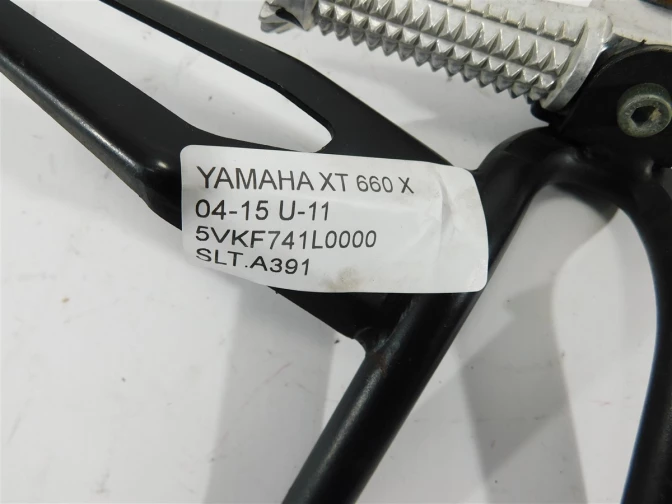 YAMAHA XT 660 X
04-15 U-11
5VKF741L0000
SLT.A391